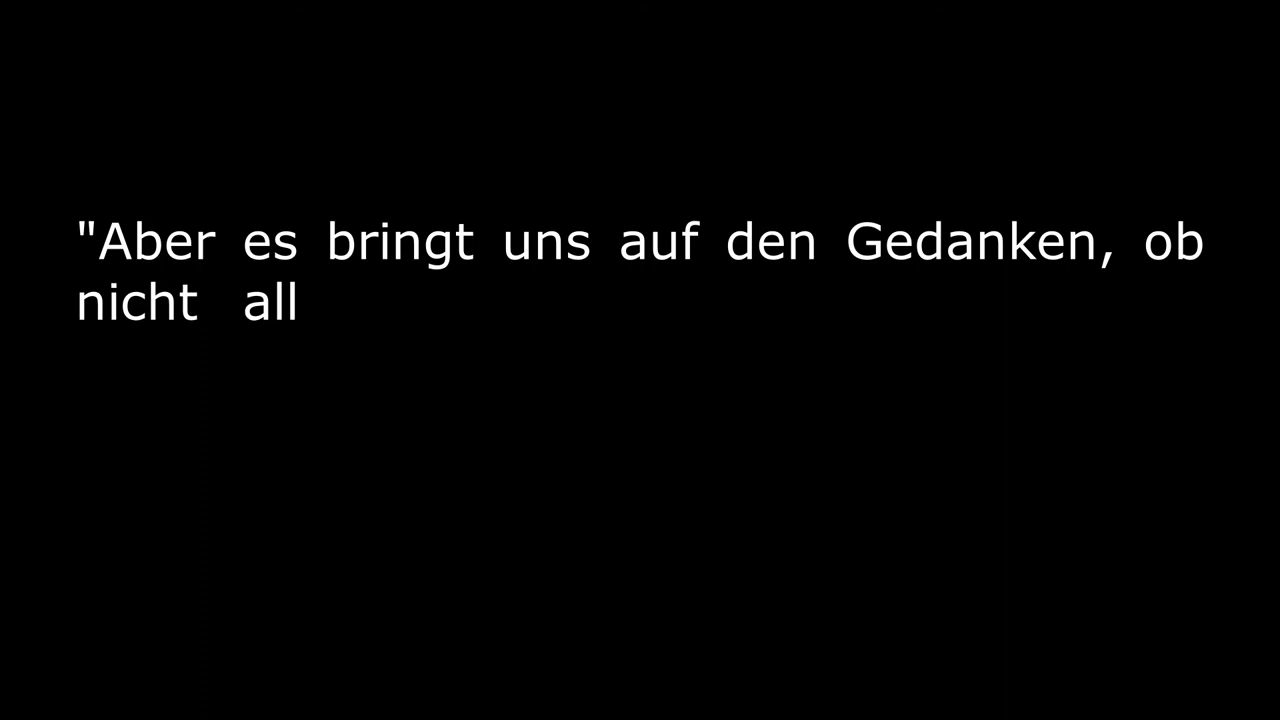 "Aber es bringt uns auf den Gedanken, ob
nicht all